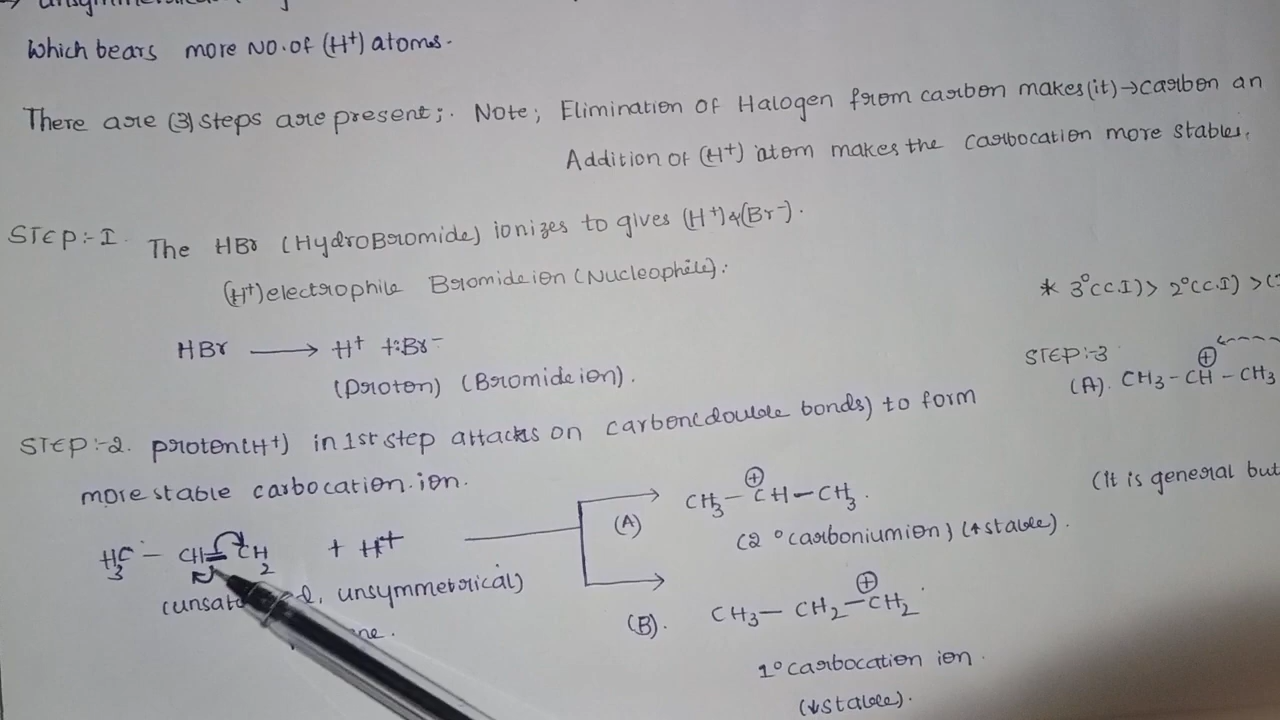 Which bears more NO. of (H⁺) atoms.
There are (3) steps are present;. Note; Elimination of Halogen from carbon makes (it) → carbon an
Addition of (H⁺) atom makes the carbocation more stables.
STEP:-I. The HBr (HydroBromide) ionizes to gives (H⁺) & (Br⁻).
(H⁺) electrophile Bromide ion (Nucleophile):
* 3°(C.I) > 2°(C.I) >
HBr ⟶ H⁺ + :Br⁻
(proton) (Bromide ion).
STEP:-3
(A). CH₃ - CH⊕ - CH₃
STEP:-2. proton (H⁺) in 1st step attacks on carbon (double bonds) to form
more stable carbocation.ion.
(It is general but
H₃C - CH = CH₂ + H⁺
(A) CH₃ - CH⊕ - CH₃.
(2° carboniumion) (↑stable).
(unsat
unsymmetrical)
(B). CH₃ - CH₂ - CH₂⊕
1° carbocation ion.
(↓stable).